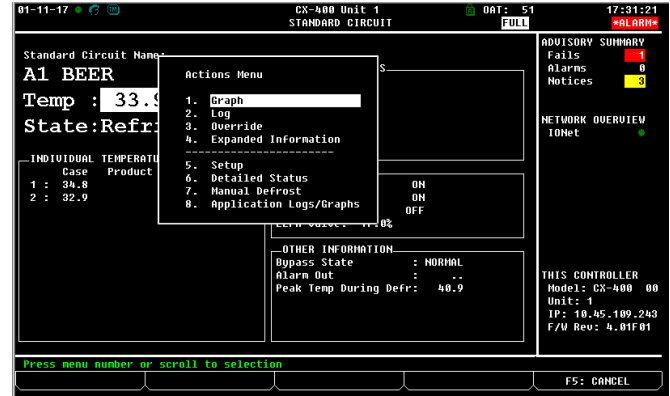 01-11-17 CX-400 Unit 1 OAT: 51 17:31:21
STANDARD CIRCUIT FULL *ALARM*
Standard Circuit Name:
A1 BEER
Temp : 33.9
State:Refri
INDIVIDUAL TEMPERATU
Case Product
1 : 34.8
2 : 32.9
Actions Menu
1. Graph
2. Log
3. Override
4. Expanded Information
-----------------------
5. Setup
6. Detailed Status
7. Manual Defrost
8. Application Logs/Graphs
S
ON
ON
OFF
OTHER INFORMATION
Bypass State : NORMAL
Alarm Out : ..
Peak Temp During Defr: 40.9
ADVISORY SUMMARY
Fails 1
Alarms 0
Notices 3
NETWORK OVERVIEW
IONet
THIS CONTROLLER
Model: CX-400 00
Unit: 1
IP: 10.45.109.243
F/W Rev: 4.01F01
Press menu number or scroll to selection
F5: CANCEL